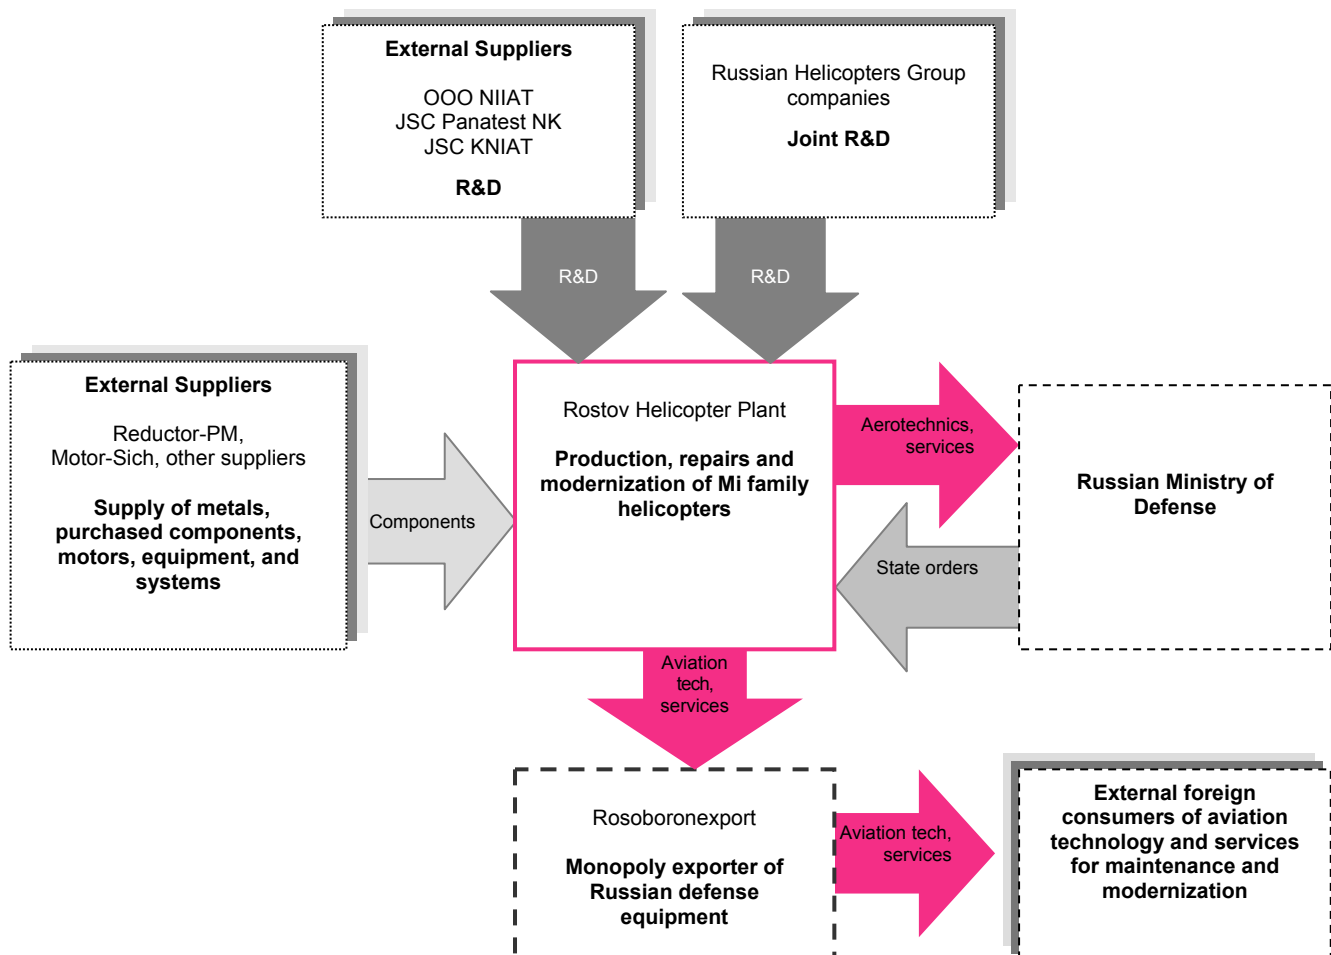 External Suppliers
OOO NIIAT
JSC Panatest NK
JSC KNIAT
R&D
Russian Helicopters Group
companies
Joint R&D
R&D
R&D
External Suppliers
Reductor-PM,
Motor-Sich, other suppliers
Supply of metals,
purchased components,
motors, equipment, and
systems
Components
Rostov Helicopter Plant
Production, repairs and
modernization of Mi family
helicopters
Aerotechnics,
services
State orders
Russian Ministry of
Defense
Aviation
tech,
services
Rosoboronexport
Monopoly exporter of
Russian defense
equipment
Aviation tech,
services
External foreign
consumers of aviation
technology and services
for maintenance and
modernization